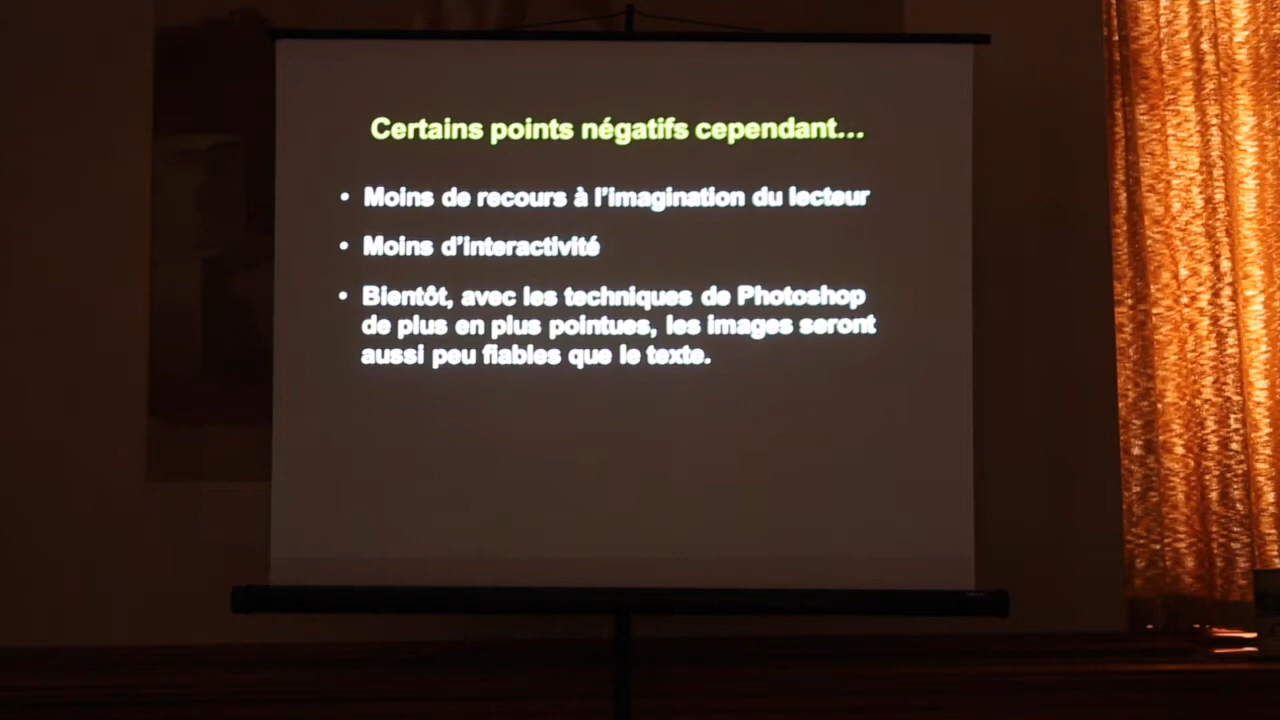 Certains points négatifs cependant...
• Moins de recours à l'imagination du lecteur
• Moins d'interactivité
• Bientôt, avec les techniques de Photoshop
de plus en plus pointues, les images seront
aussi peu fiables que le texte.